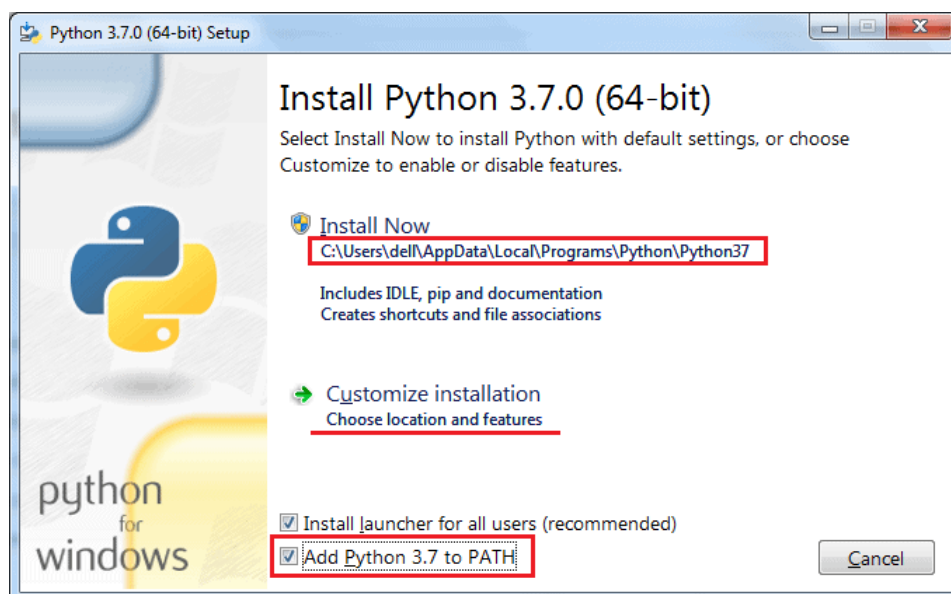 Python 3.7.0 (64-bit) Setup
Install Python 3.7.0 (64-bit)
Select Install Now to install Python with default settings, or choose
Customize to enable or disable features.
Install Now
C:\Users\dell\AppData\Local\Programs\Python\Python37
Includes IDLE, pip and documentation
Creates shortcuts and file associations
Customize installation
Choose location and features
python
for
windows
Install launcher for all users (recommended)
Add Python 3.7 to PATH
Cancel